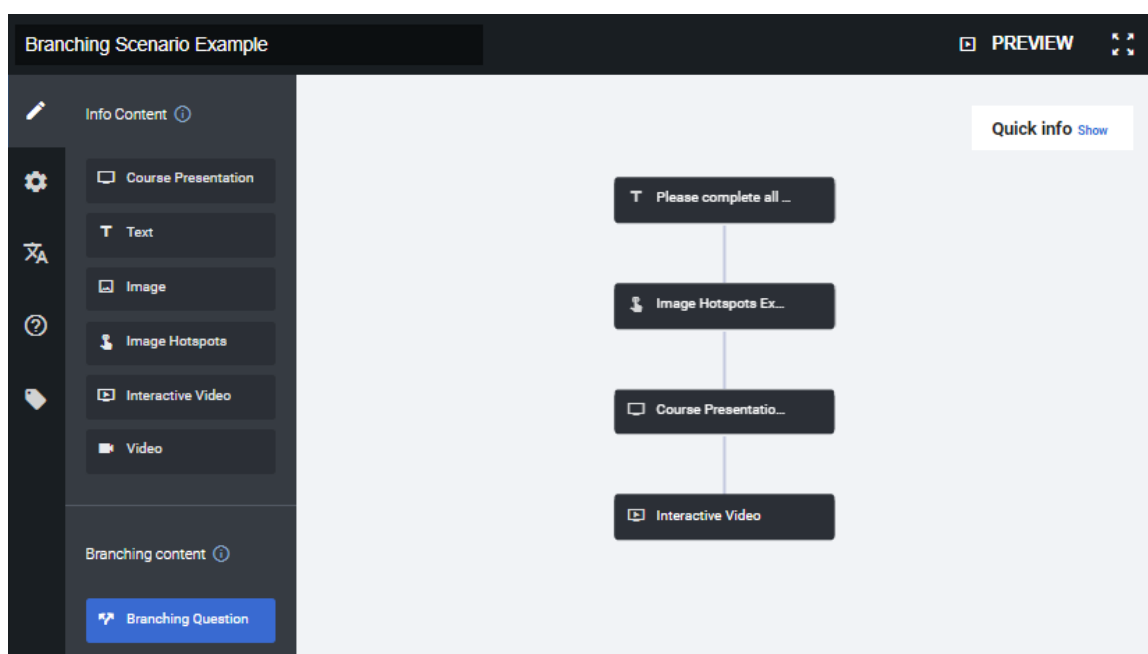 Branching Scenario Example
PREVIEW
Info Content
Quick info Show
Course Presentation
Text
Image
Image Hotspots
Interactive Video
Video
Branching content
Branching Question
Please complete all ...
Image Hotspots Ex...
Course Presentatio...
Interactive Video